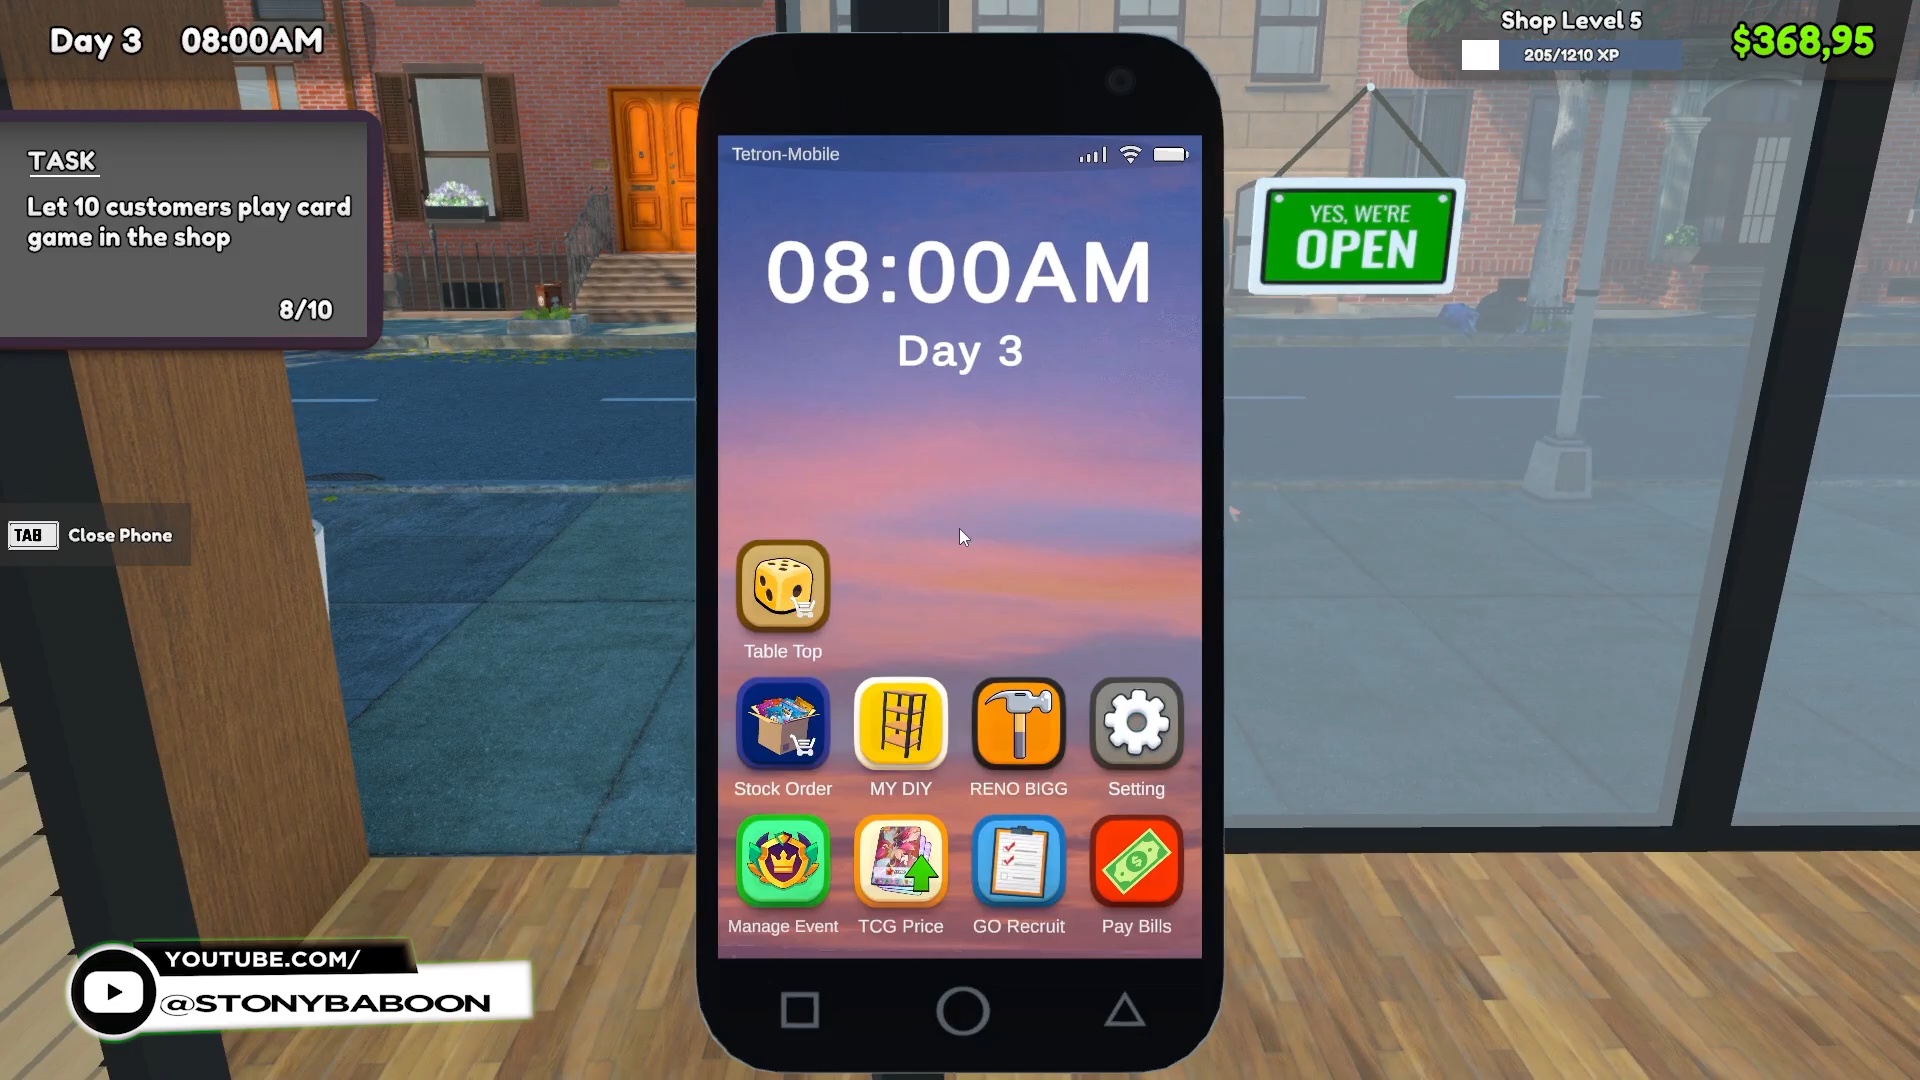 Day 3 08:00AM
Shop Level 5
205/1210 XP
$368,95
TASK
Let 10 customers play card
game in the shop
8/10
TAB Close Phone
Tetron-Mobile
08:00AM
Day 3
YES, WE'RE
OPEN
Table Top
Stock Order
MY DIY
RENO BIGG
Setting
Manage Event
TCG Price
GO Recruit
Pay Bills
YOUTUBE.COM/
@STONYBABOON